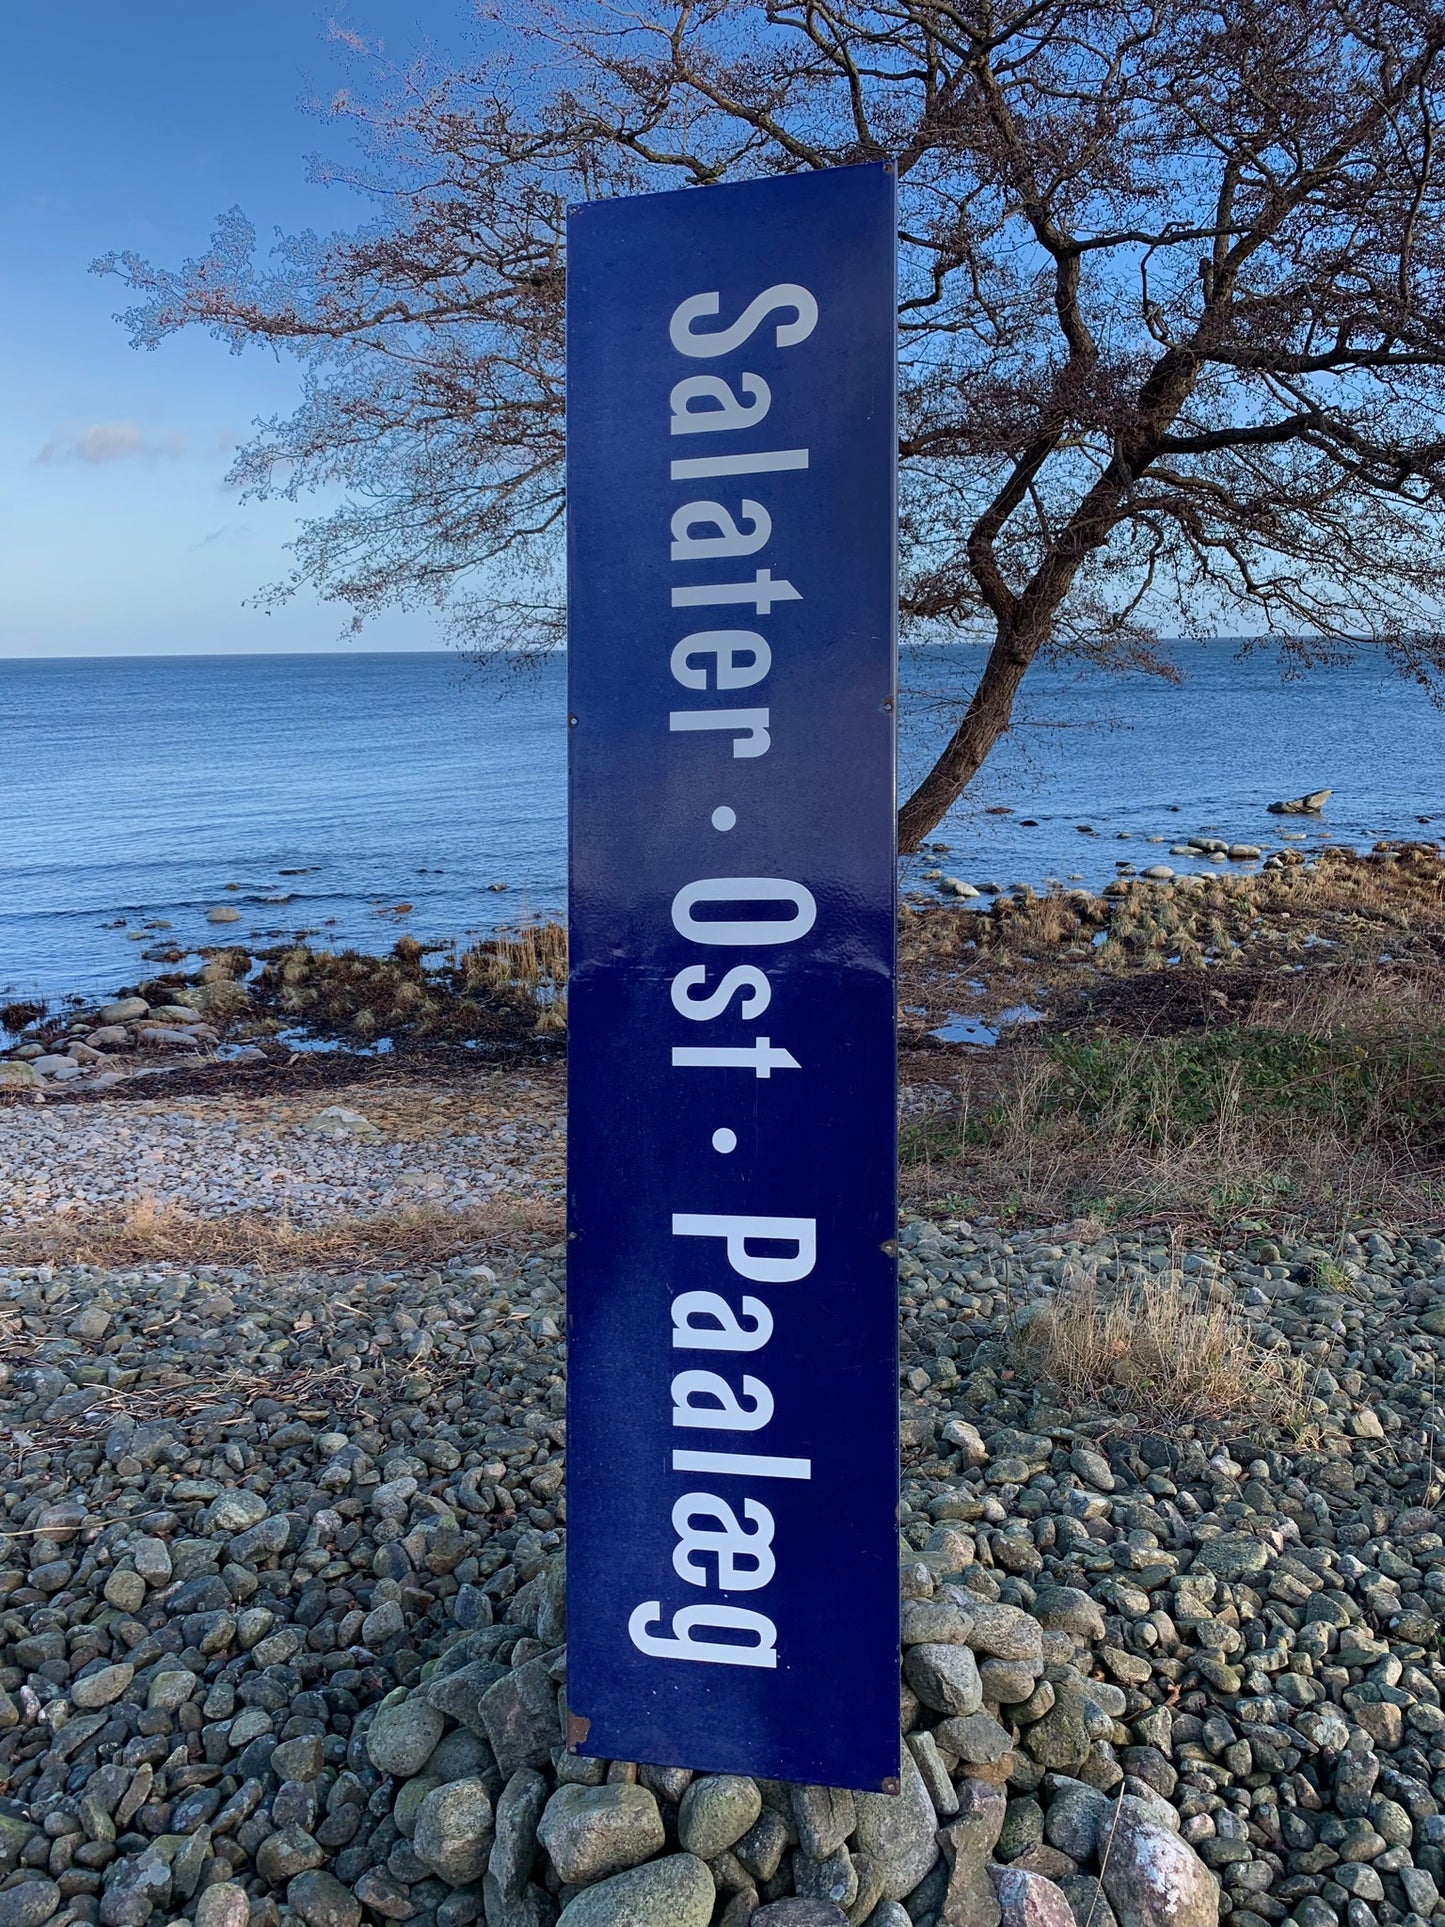 Salater · Ost · Paalæg